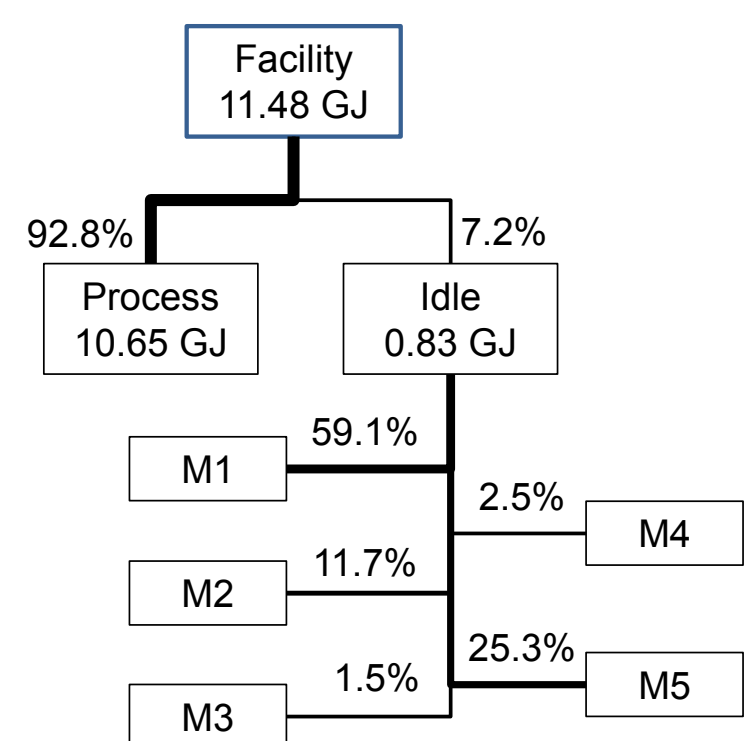 Facility
11.48 GJ
92.8%
7.2%
Process
10.65 GJ
Idle
0.83 GJ
59.1%
M1
2.5%
M4
11.7%
M2
25.3%
M5
1.5%
M3